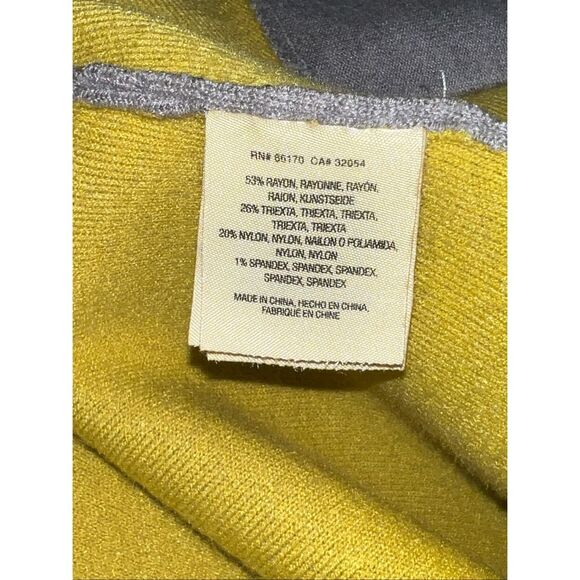 RN# 66170 CA# 32054
53% RAYON, RAYONNE, RAYÓN,
RAION, KUNSTSEIDE
26% TRIEXTA, TRIEXTA, TRIEXTA,
TRIEXTA, TRIEXTA
20% NYLON, NYLON, NAILON O POLIAMIDA,
NYLON, NYLON
1% SPANDEX, SPANDEX, SPANDEX,
SPANDEX, SPANDEX
MADE IN CHINA, HECHO EN CHINA,
FABRIQUÉ EN CHINE